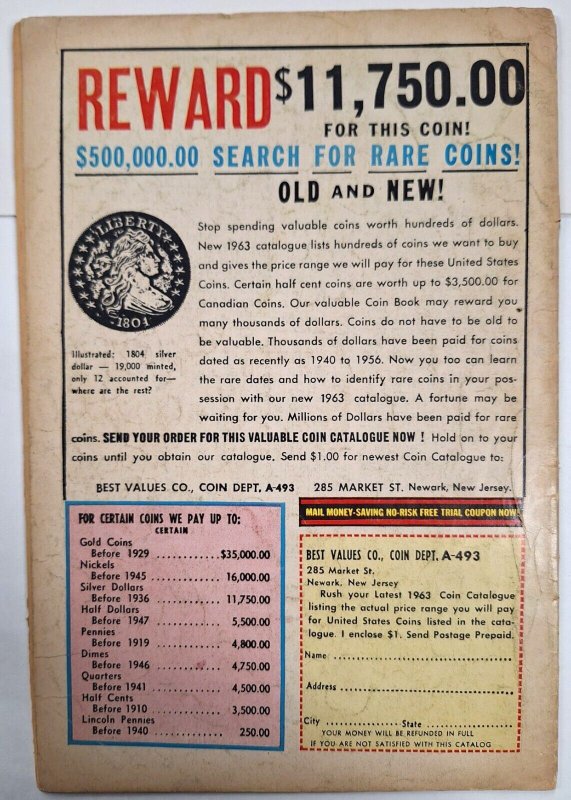 REWARD $11,750.00
FOR THIS COIN!
$500,000.00 SEARCH FOR RARE COINS!
OLD AND NEW!
LIBERTY
1804
Illustrated: 1804 silver
dollar — 19,000 minted,
only 12 accounted for—
where are the rest?
Stop spending valuable coins worth hundreds of dollars.
New 1963 catalogue lists hundreds of coins we want to buy
and gives the price range we will pay for these United States
Coins. Certain half cent coins are worth up to $3,500.00 for
Canadian Coins. Our valuable Coin Book may reward you
many thousands of dollars. Coins do not have to be old to
be valuable. Thousands of dollars have been paid for coins
dated as recently as 1940 to 1956. Now you too can learn
the rare dates and how to identify rare coins in your pos-
session with our new 1963 catalogue. A fortune may be
waiting for you. Millions of Dollars have been paid for rare
coins. SEND YOUR ORDER FOR THIS VALUABLE COIN CATALOGUE NOW ! Hold on to your
coins until you obtain our catalogue. Send $1.00 for newest Coin Catalogue to:
BEST VALUES CO., COIN DEPT. A-493 285 MARKET ST. Newark, New Jersey.
FOR CERTAIN COINS WE PAY UP TO:
CERTAIN
Gold Coins
Before 1929 ............ $35,000.00
Nickels
Before 1945 ............ 16,000.00
Silver Dollars
Before 1936 ............ 11,750.00
Half Dollars
Before 1947 ............ 5,500.00
Pennies
Before 1919 ............ 4,800.00
Dimes
Before 1946 ............ 4,750.00
Quarters
Before 1941 ............ 4,500.00
Half Cents
Before 1910 ............ 3,500.00
Lincoln Pennies
Before 1940 ............ 250.00
MAIL MONEY-SAVING NO-RISK FREE TRIAL COUPON NOW
BEST VALUES CO., COIN DEPT. A-493
285 Market St.
Newark, New Jersey
Rush your Latest 1963 Coin Catalogue
listing the actual price range you will pay
for United States Coins listed in the cata-
logue. I enclose $1. Send Postage Prepaid.
Name ............
Address ............
City ............ State ............
YOUR MONEY WILL BE REFUNDED IN FULL
IF YOU ARE NOT SATISFIED WITH THIS CATALOG